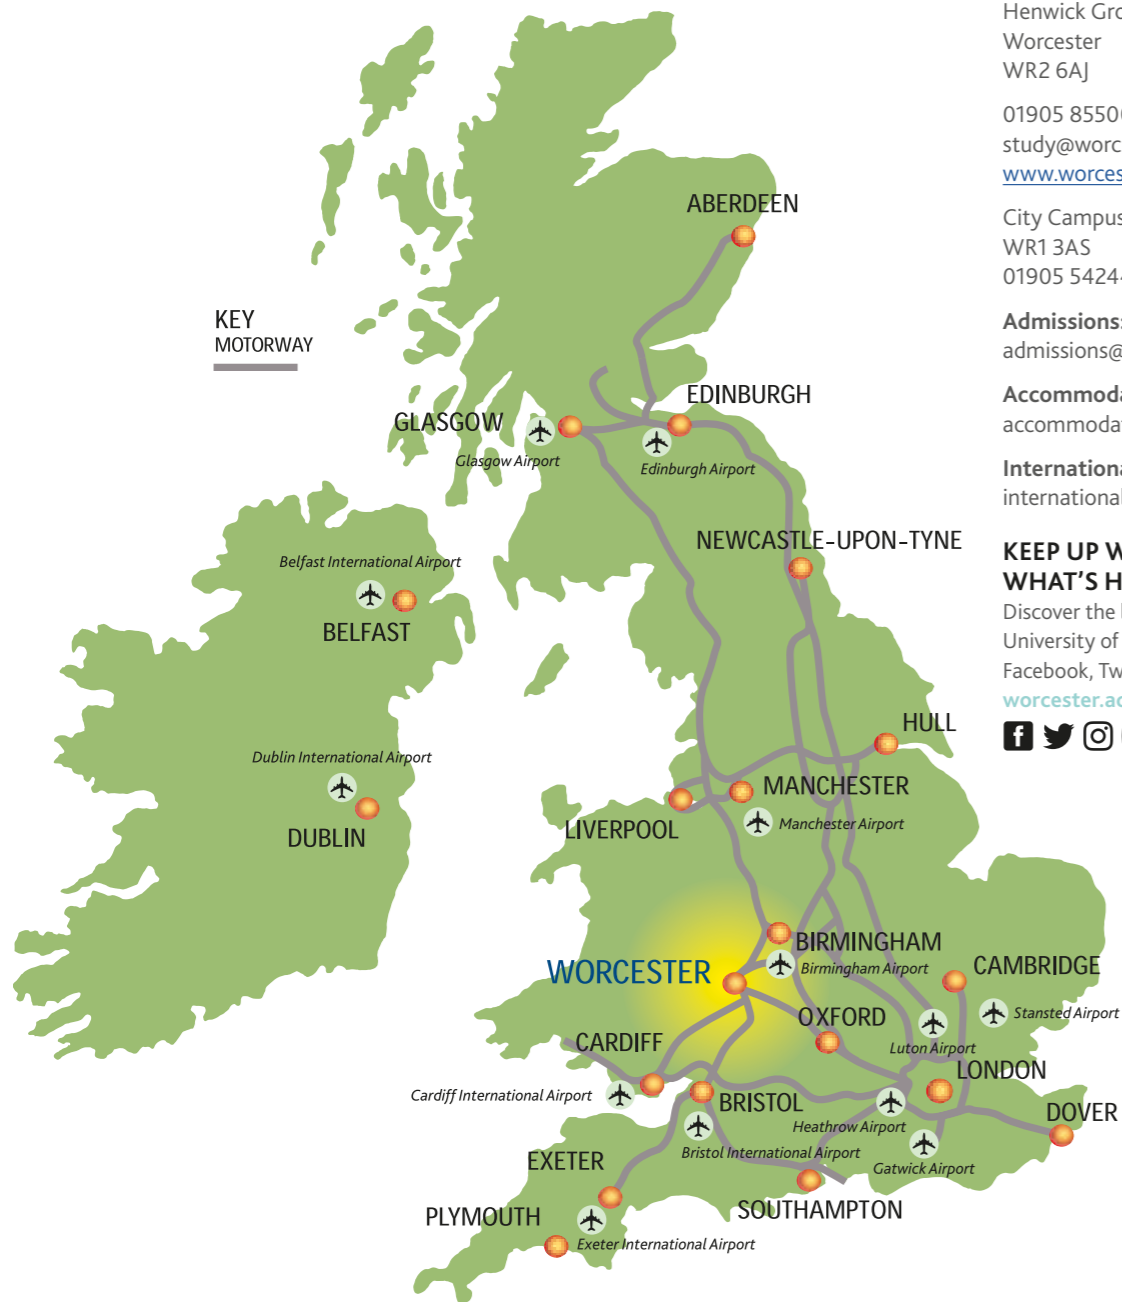 Henwick Gro
Worcester
WR2 6AJ
01905 8550
study@worc
www.worces
City Campus
WR1 3AS
01905 5424
Admissions:
admissions@
Accommoda
accommodat
Internationa
international
KEEP UP W
WHAT'S H
Discover the l
University of
Facebook, Tw
worcester.ac
KEY
MOTORWAY
ABERDEEN
EDINBURGH
GLASGOW
Glasgow Airport
Edinburgh Airport
NEWCASTLE-UPON-TYNE
Belfast International Airport
BELFAST
HULL
Dublin International Airport
DUBLIN
MANCHESTER
Manchester Airport
LIVERPOOL
BIRMINGHAM
Birmingham Airport
WORCESTER
CAMBRIDGE
Stansted Airport
OXFORD
Luton Airport
CARDIFF
Cardiff International Airport
LONDON
BRISTOL
Heathrow Airport
DOVER
Bristol International Airport
Gatwick Airport
EXETER
PLYMOUTH
SOUTHAMPTON
Exeter International Airport